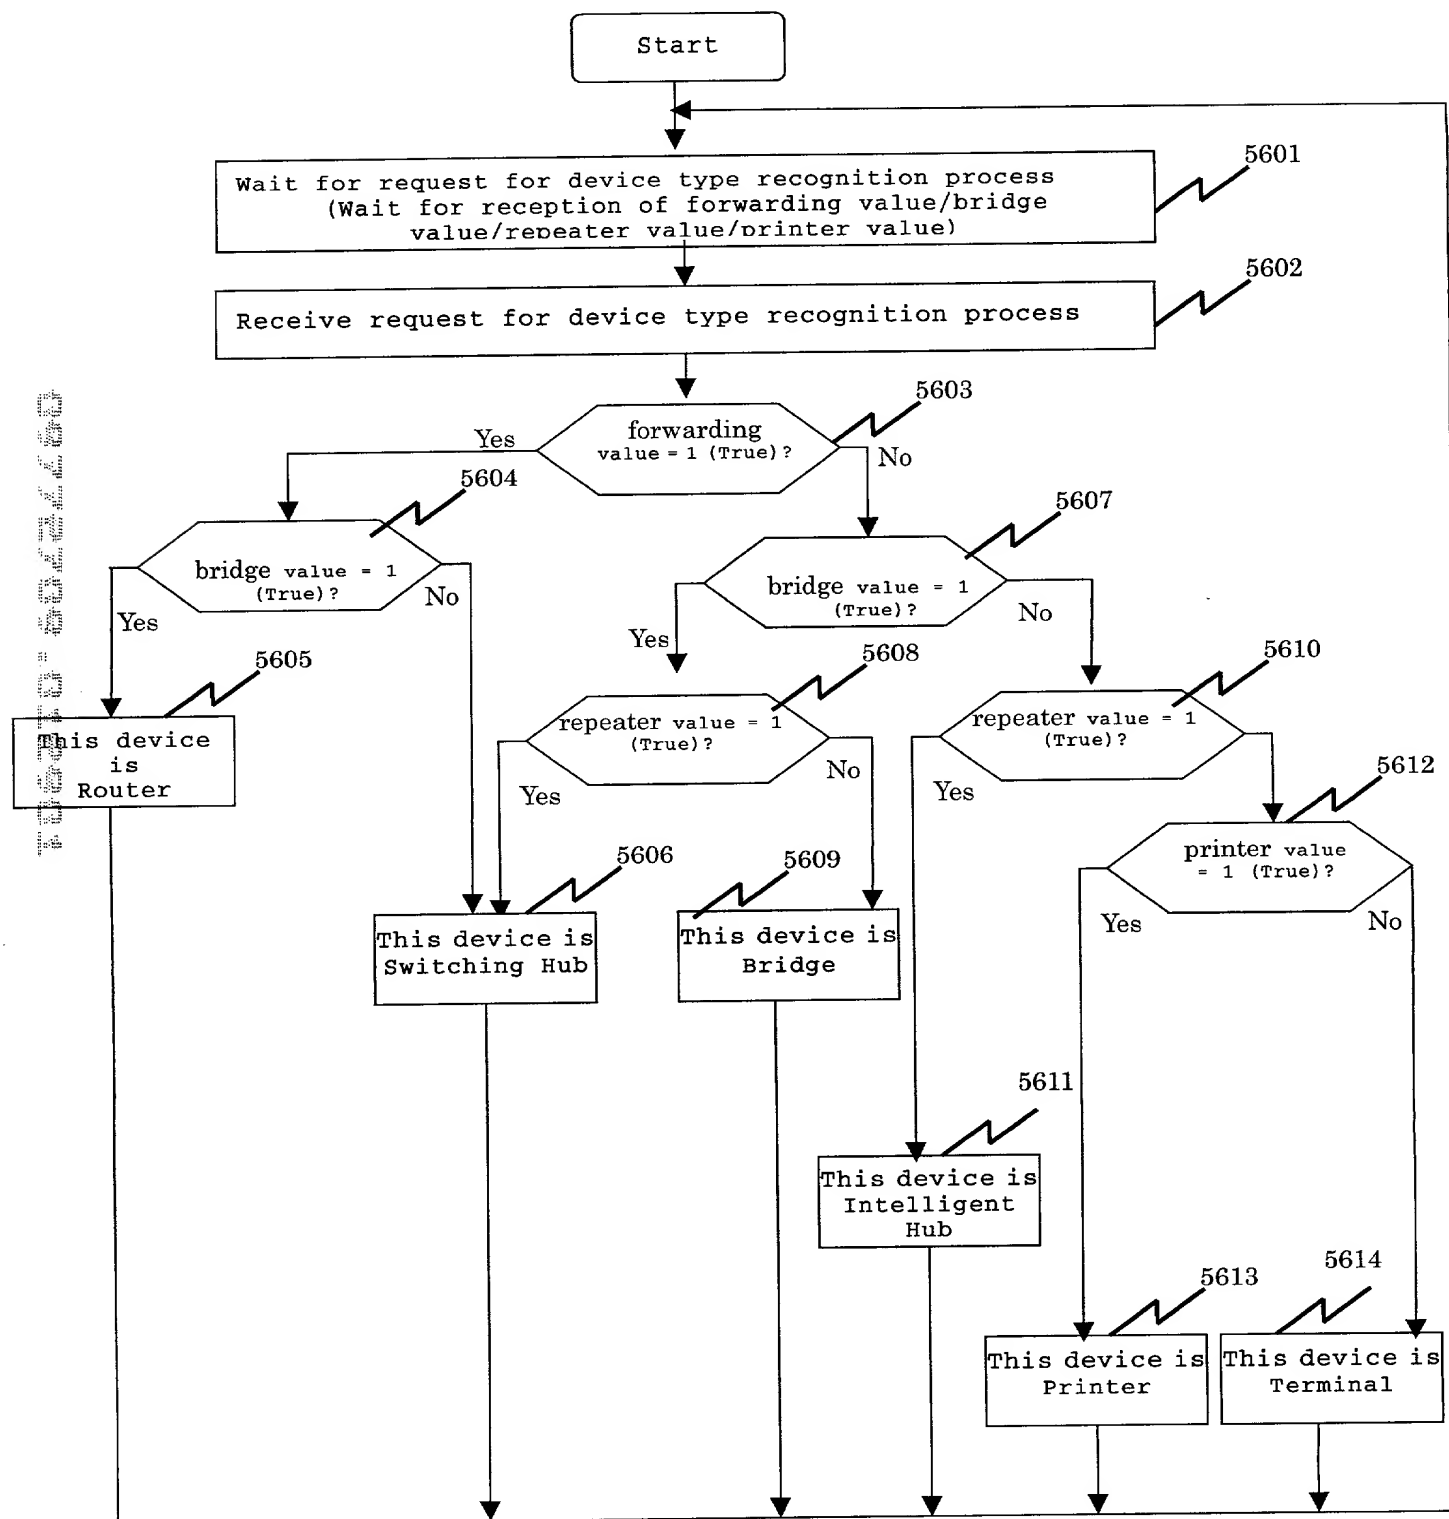 Start
5601
Wait for request for device type recognition process
(Wait for reception of forwarding value/bridge
value/repeater value/printer value)
5602
Receive request for device type recognition process
5603
forwarding
value = 1 (True)?
Yes
No
5604
bridge value = 1
(True)?
Yes
No
5607
bridge value = 1
(True)?
Yes
No
5605
This device
is
Router
5608
repeater value = 1
(True)?
Yes
No
5610
repeater value = 1
(True)?
Yes
5612
printer value
= 1 (True)?
Yes
No
5606
This device is
Switching Hub
5609
This device is
Bridge
5611
This device is
Intelligent
Hub
5613
This device is
Printer
5614
This device is
Terminal